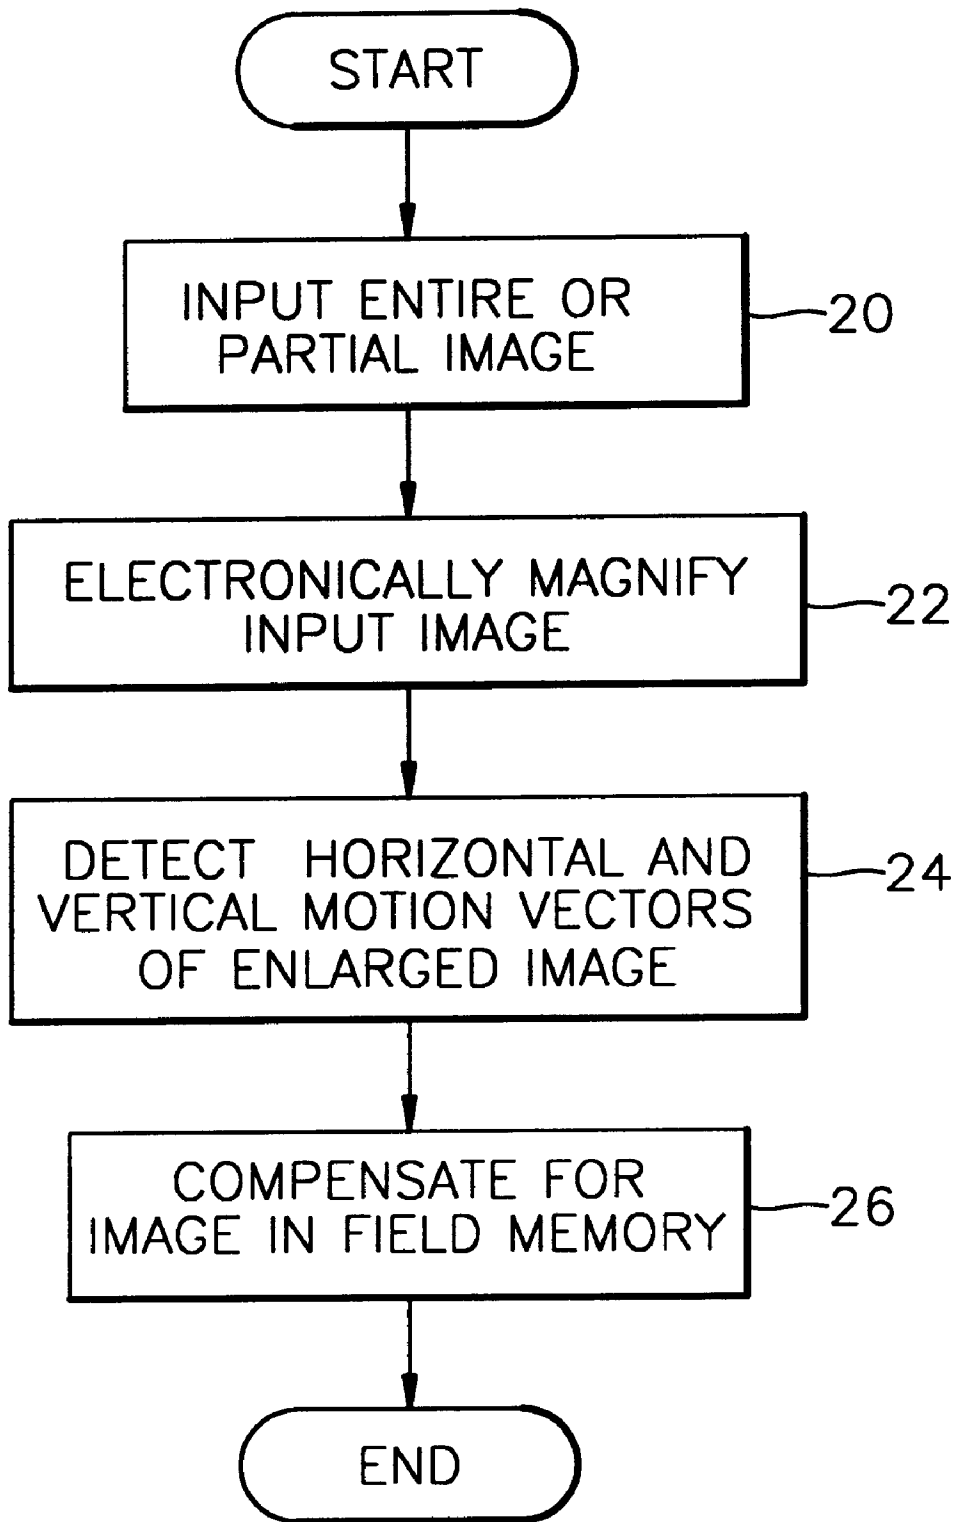 START
INPUT ENTIRE OR
PARTIAL IMAGE
20
ELECTRONICALLY MAGNIFY
INPUT IMAGE
22
DETECT HORIZONTAL AND
VERTICAL MOTION VECTORS
OF ENLARGED IMAGE
24
COMPENSATE FOR
IMAGE IN FIELD MEMORY
26
END